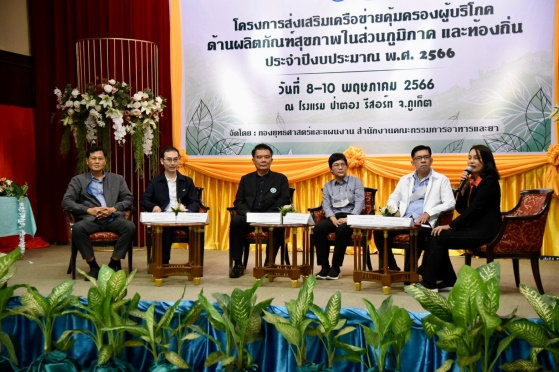 โครงการส่งเสริมเครือข่ายคุ้มครองผู้บริโภค
ด้านผลิตภัณฑ์สุขภาพในส่วนภูมิภาค และท้องถิ่น
ประจำปีงบประมาณ พ.ศ. 2566
วันที่ 8-10 พฤษภาคม 2566
ณ โรงแรม ป่าตอง รีสอร์ท จ.ภูเก็ต
จัดโดย : กองยุทธศาสตร์และแผนงาน สำนักงานคณะกรรมการอาหารและยา